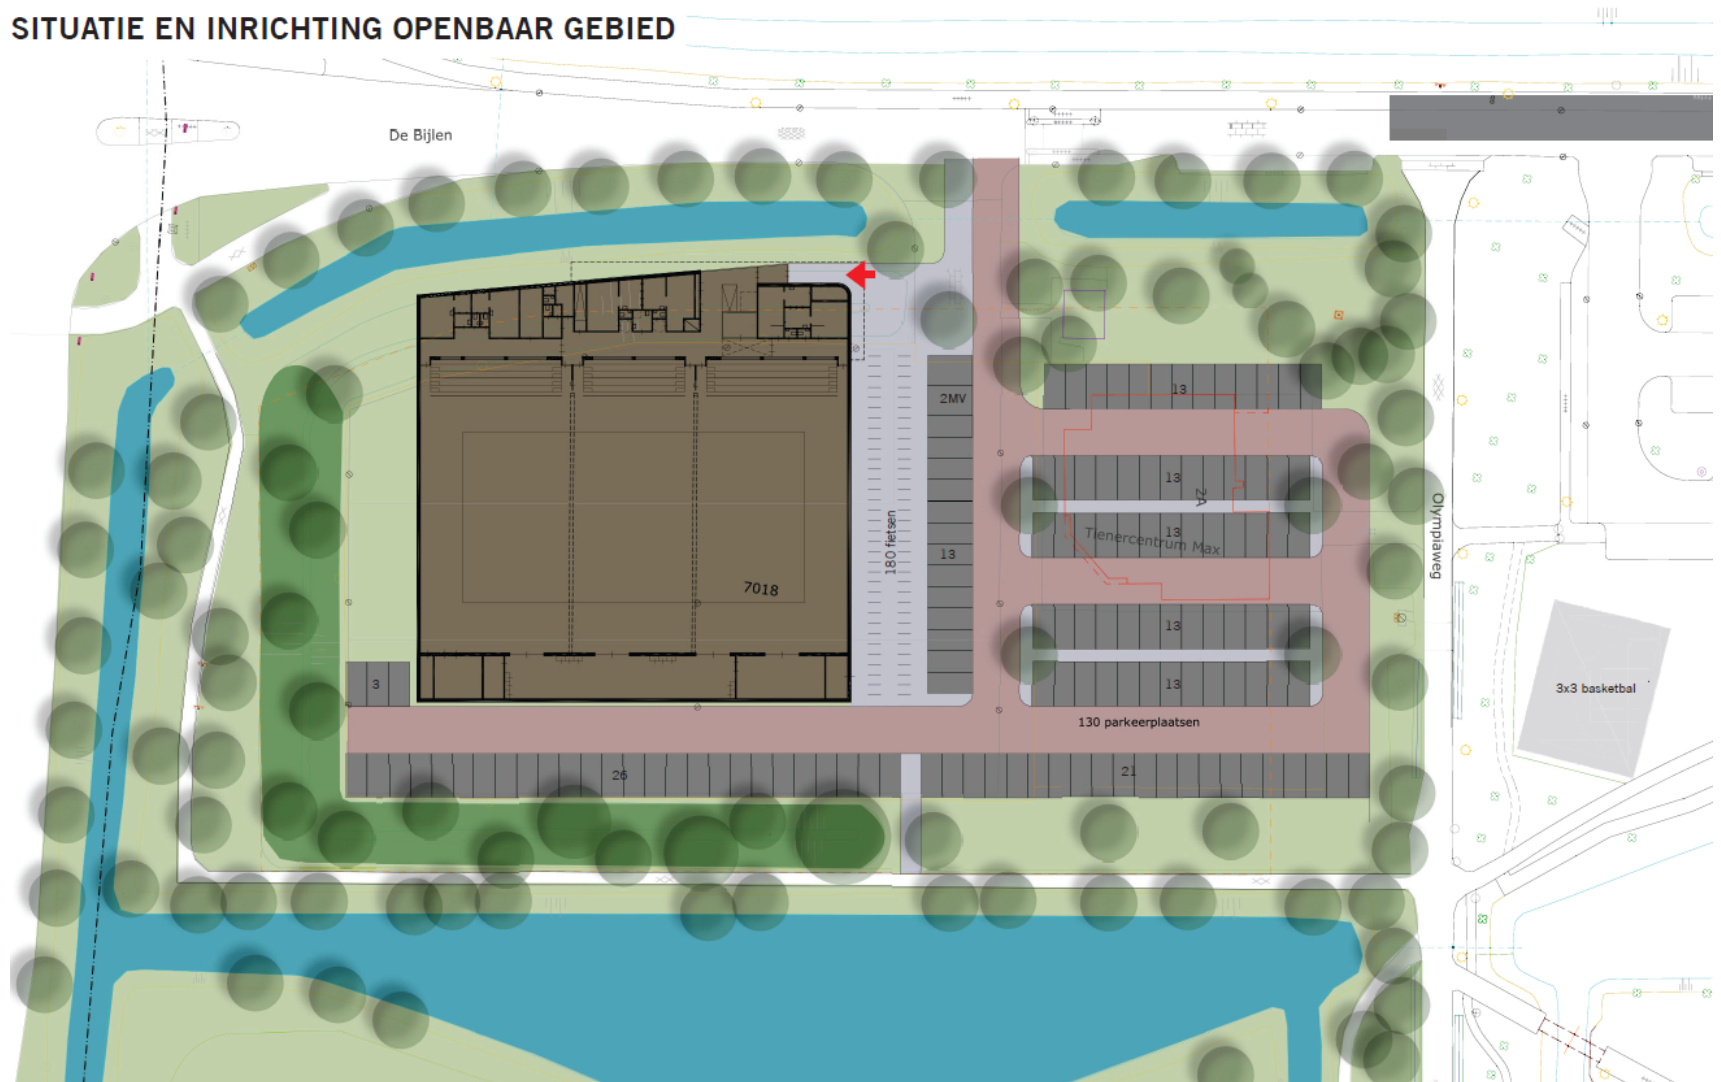 SITUATIE EN INRICHTING OPENBAAR GEBIED
De Bijlen
13
2MV
13
2A
180 fietsen
13
Tienercentrum Max
13
Olympiaweg
7018
13
3
13
3x3 basketbal
130 parkeerplaatsen
26
21